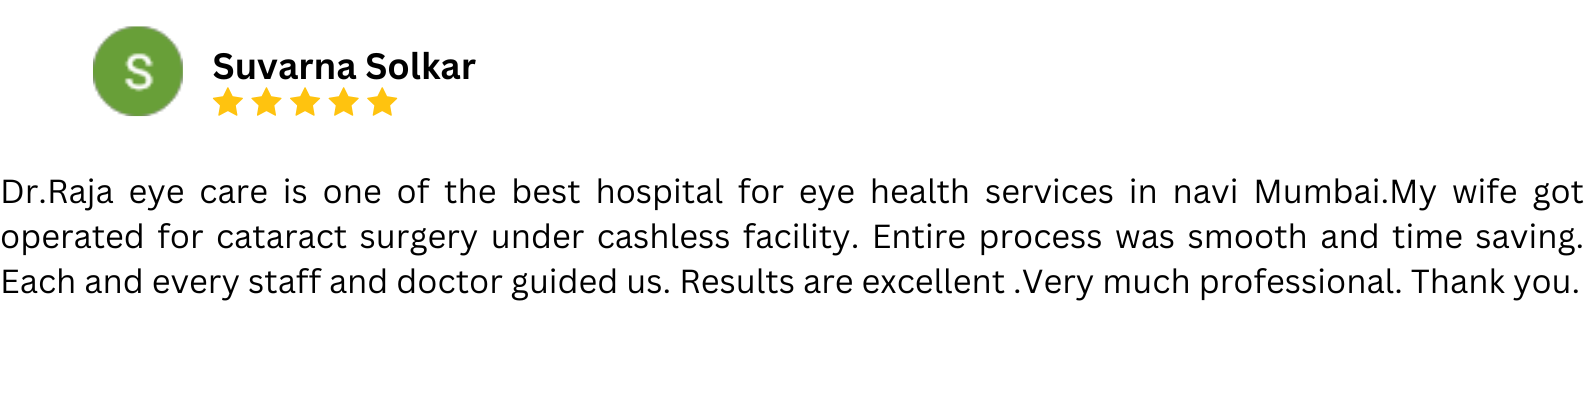 S
Suvarna Solkar
Dr.Raja eye care is one of the best hospital for eye health services in navi Mumbai.My wife got
operated for cataract surgery under cashless facility. Entire process was smooth and time saving.
Each and every staff and doctor guided us. Results are excellent .Very much professional. Thank you.